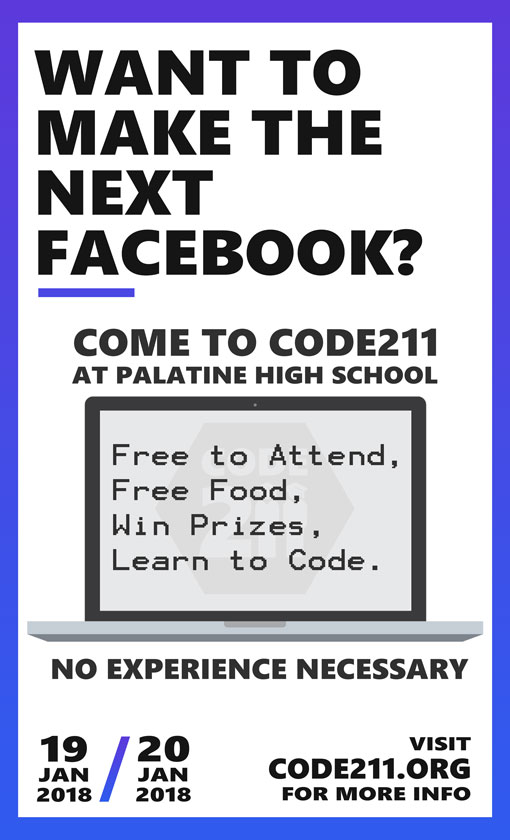 WANT TO
MAKE THE
NEXT
FACEBOOK?
COME TO CODE211
AT PALATINE HIGH SCHOOL
CODE
211
Free to Attend,
Free Food,
Win Prizes,
Learn to Code.
NO EXPERIENCE NECESSARY
19 / 20
JAN JAN
2018 2018
VISIT
CODE211.ORG
FOR MORE INFO